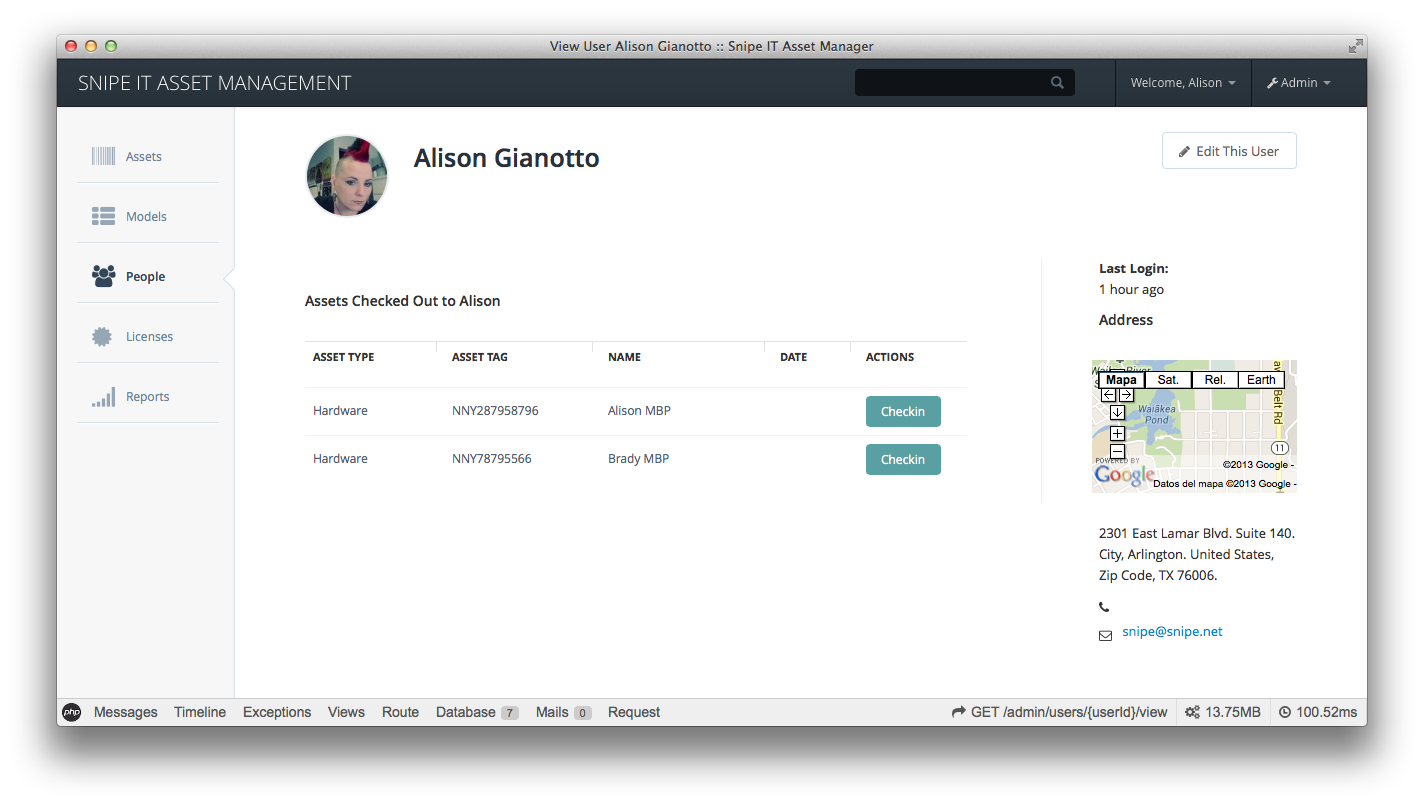 View User Alison Gianotto :: Snipe IT Asset Manager
SNIPE IT ASSET MANAGEMENT
Welcome, Alison
Admin
Assets
Models
People
Licenses
Reports
Alison Gianotto
Edit This User
Assets Checked Out to Alison
ASSET TYPE ASSET TAG NAME DATE ACTIONS
Hardware NNY287958796 Alison MBP Checkin
Hardware NNY78795566 Brady MBP Checkin
Last Login:
1 hour ago
Address
Mapa Sat. Rel. Earth
Waiākea
Pond
Belt Rd
11
POWERED BY
Google
©2013 Google -
Datos del mapa ©2013 Google -
2301 East Lamar Blvd. Suite 140.
City, Arlington. United States,
Zip Code, TX 76006.
snipe@snipe.net
php Messages Timeline Exceptions Views Route Database 7 Mails 0 Request GET /admin/users/{userId}/view 13.75MB 100.52ms